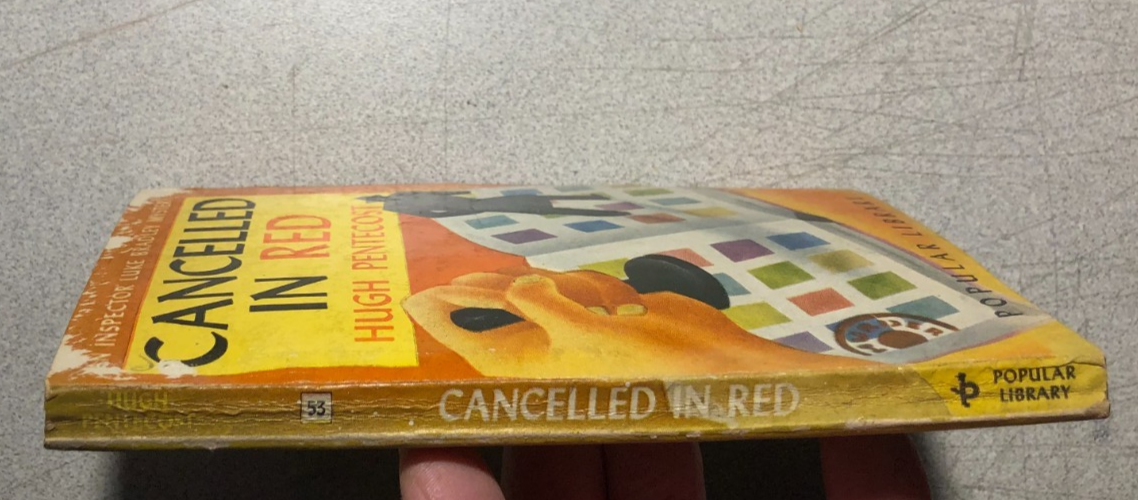 INSPECTOR LUKE BRADLEY MYSTERY
CANCELLED
IN RED
HUGH PENTECOST
POPULAR LIBRARY
HUGH
PENTECOST
53
CANCELLED IN RED
POPULAR
LIBRARY